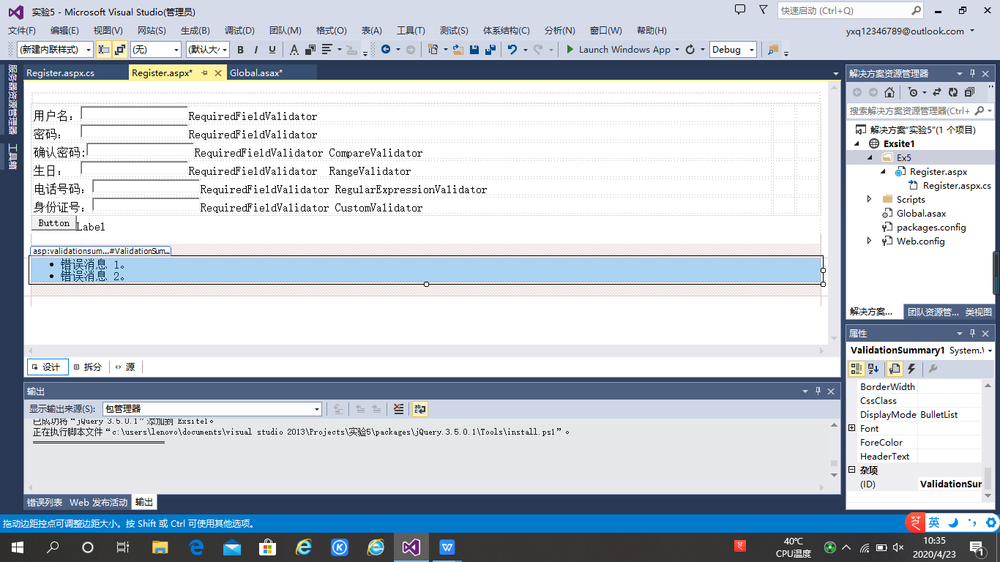 实验5 - Microsoft Visual Studio(管理员)
快速启动 (Ctrl+Q)
文件(F) 编辑(E) 视图(V) 网站(S) 生成(B) 调试(D) 团队(M) 格式(O) 表(A) 工具(T) 测试(S) 体系结构(C) 分析(N) 窗口(W) 帮助(H)
yxq12346789@outlook.com
(新建内联样式) (无) (默认大小 B I U A Launch Windows App Debug
服务器资源管理器
工具箱
Register.aspx.cs Register.aspx* Global.asax*
用户名: RequiredFieldValidator
密码: RequiredFieldValidator
确认密码: RequiredFieldValidator CompareValidator
生日: RequiredFieldValidator RangeValidator
电话号码: RequiredFieldValidator RegularExpressionValidator
身份证号: RequiredFieldValidator CustomValidator
Button Label
asp:validationsum...#ValidationSum...
错误消息 1。
错误消息 2。
设计 拆分 源
输出
显示输出来源(S): 包管理器
已成功将“jQuery 3.5.0.1”添加到 Exsite1。
正在执行脚本文件“c:\users\lenovo\documents\visual studio 2013\Projects\实验5\packages\jQuery.3.5.0.1\Tools\install.ps1”。
错误列表 Web 发布活动 输出
解决方案资源管理器
搜索解决方案资源管理器(Ctrl+
解决方案“实验5”(1 个项目)
Exsite1
Ex5
Register.aspx
Register.aspx.cs
Scripts
Global.asax
packages.config
Web.config
解决方案... 团队资源管... 类视图
属性
ValidationSummary1 System.\
BorderWidth
CssClass
DisplayMode BulletList
Font
ForeColor
HeaderText
杂项
(ID) ValidationSun
拖动边距控点可调整边距大小。按 Shift 或 Ctrl 可使用其他选项。
英
40℃
CPU温度
10:35
2020/4/23
1